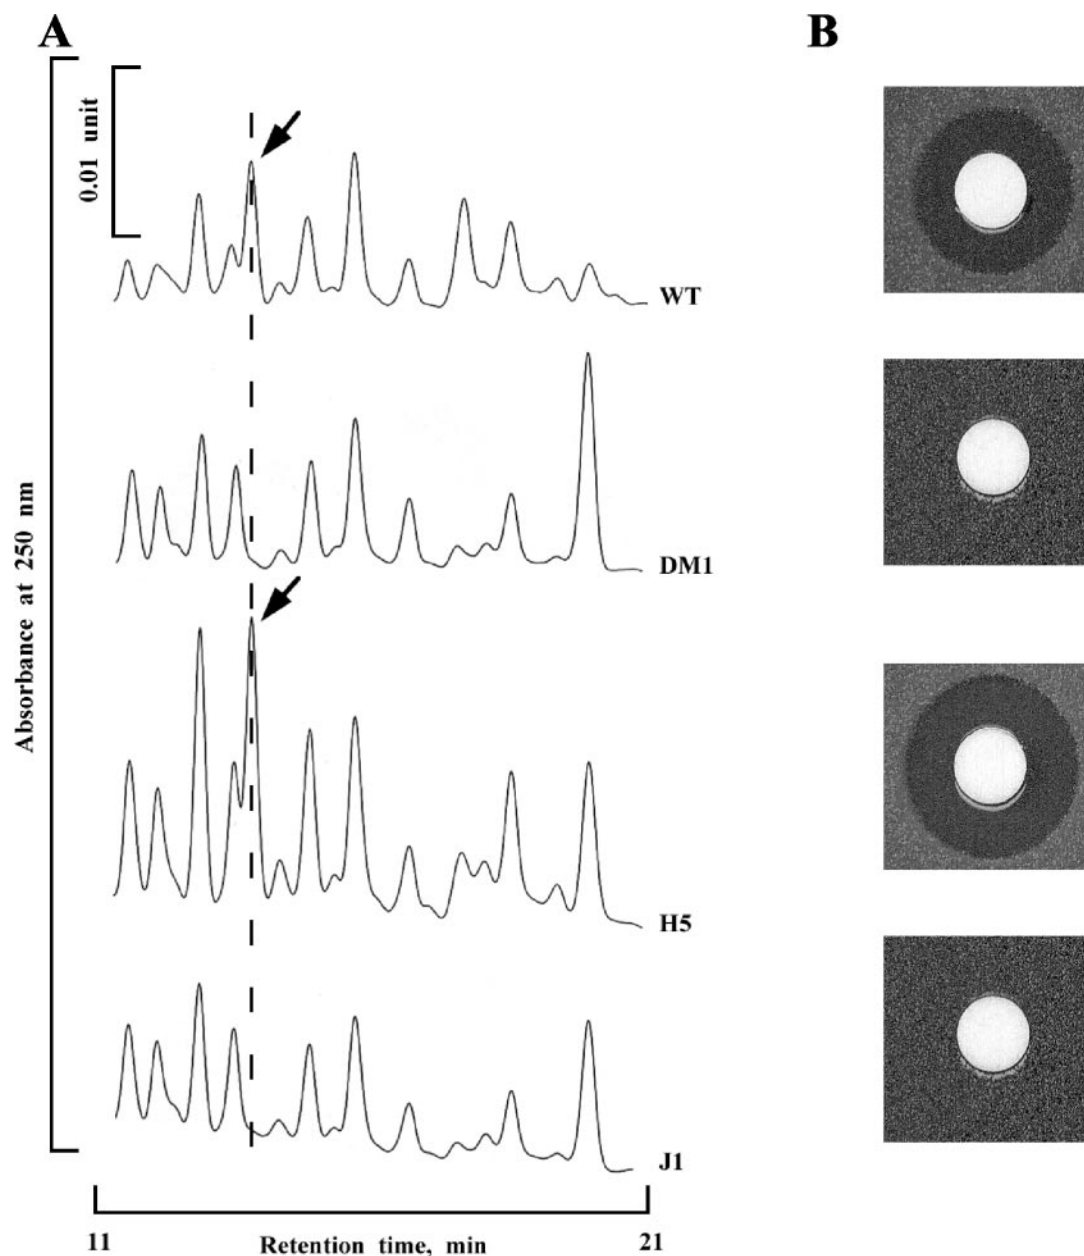 A
B
0.01 unit
WT
DM1
Absorbance at 250 nm
H5
J1
11
Retention time, min
21